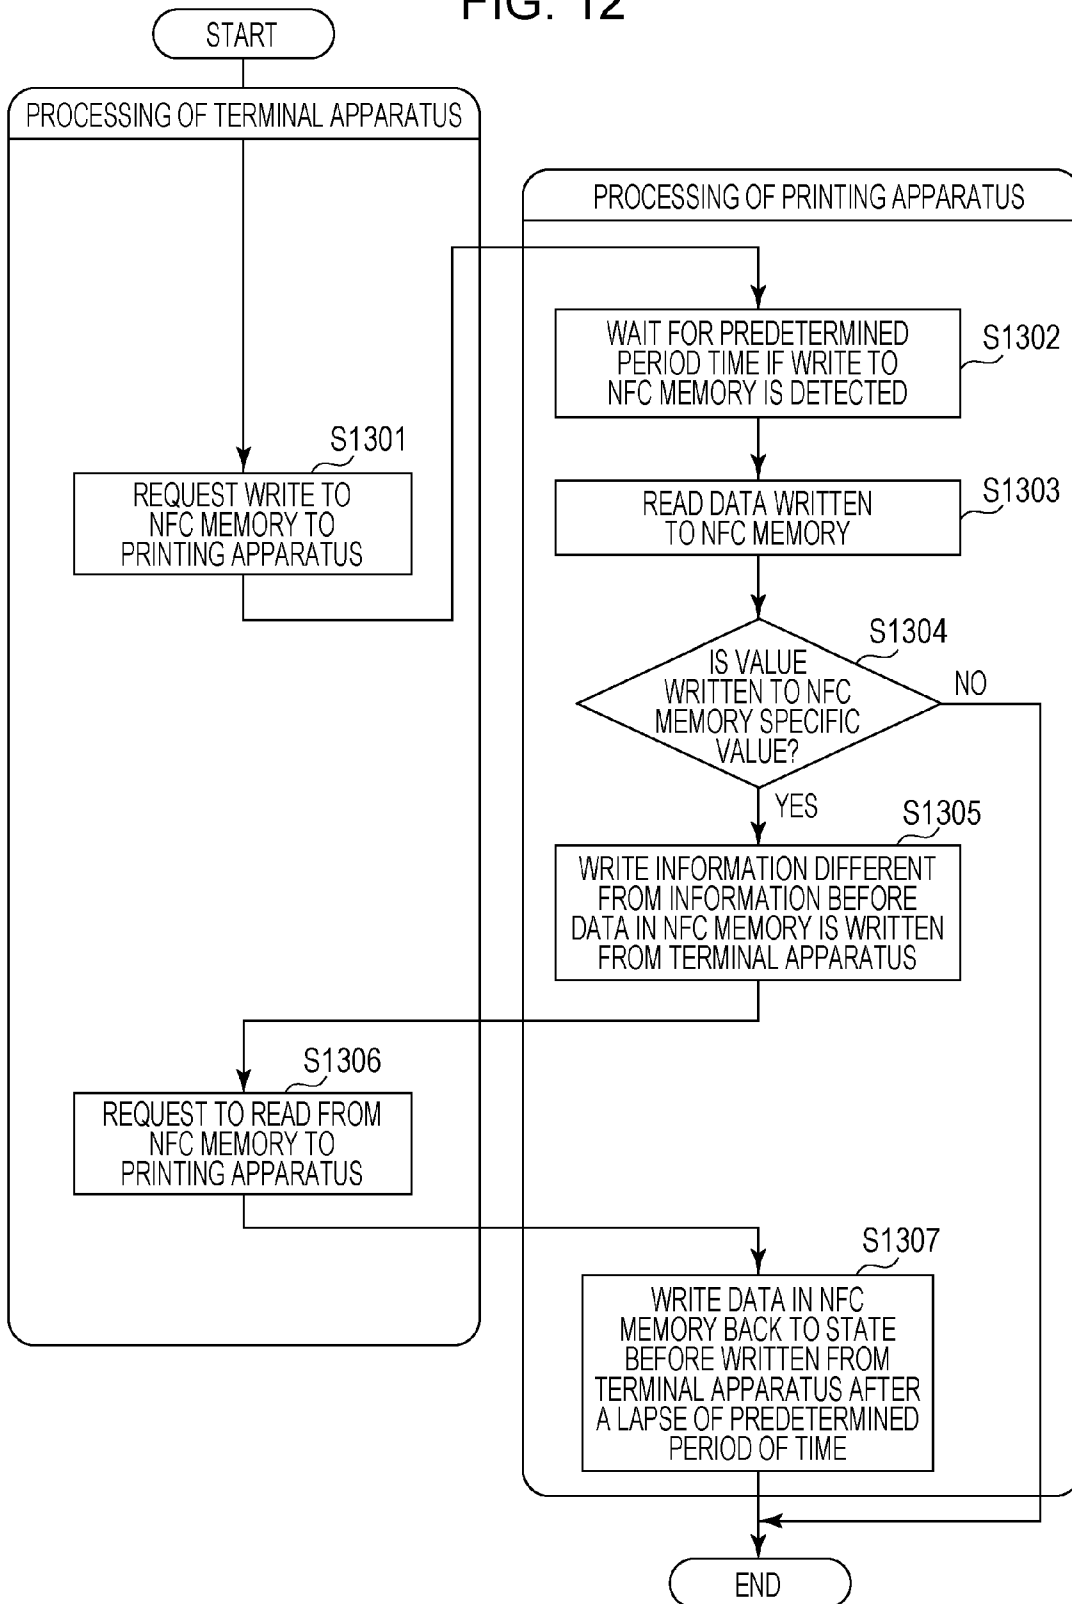 FIG. 12
START
PROCESSING OF TERMINAL APPARATUS
PROCESSING OF PRINTING APPARATUS
WAIT FOR PREDETERMINED
PERIOD TIME IF WRITE TO
NFC MEMORY IS DETECTED
S1302
S1301
REQUEST WRITE TO
NFC MEMORY TO
PRINTING APPARATUS
READ DATA WRITTEN
TO NFC MEMORY
S1303
S1304
IS VALUE
WRITTEN TO NFC
MEMORY SPECIFIC
VALUE?
NO
YES
S1305
WRITE INFORMATION DIFFERENT
FROM INFORMATION BEFORE
DATA IN NFC MEMORY IS WRITTEN
FROM TERMINAL APPARATUS
S1306
REQUEST TO READ FROM
NFC MEMORY TO
PRINTING APPARATUS
S1307
WRITE DATA IN NFC
MEMORY BACK TO STATE
BEFORE WRITTEN FROM
TERMINAL APPARATUS AFTER
A LAPSE OF PREDETERMINED
PERIOD OF TIME
END